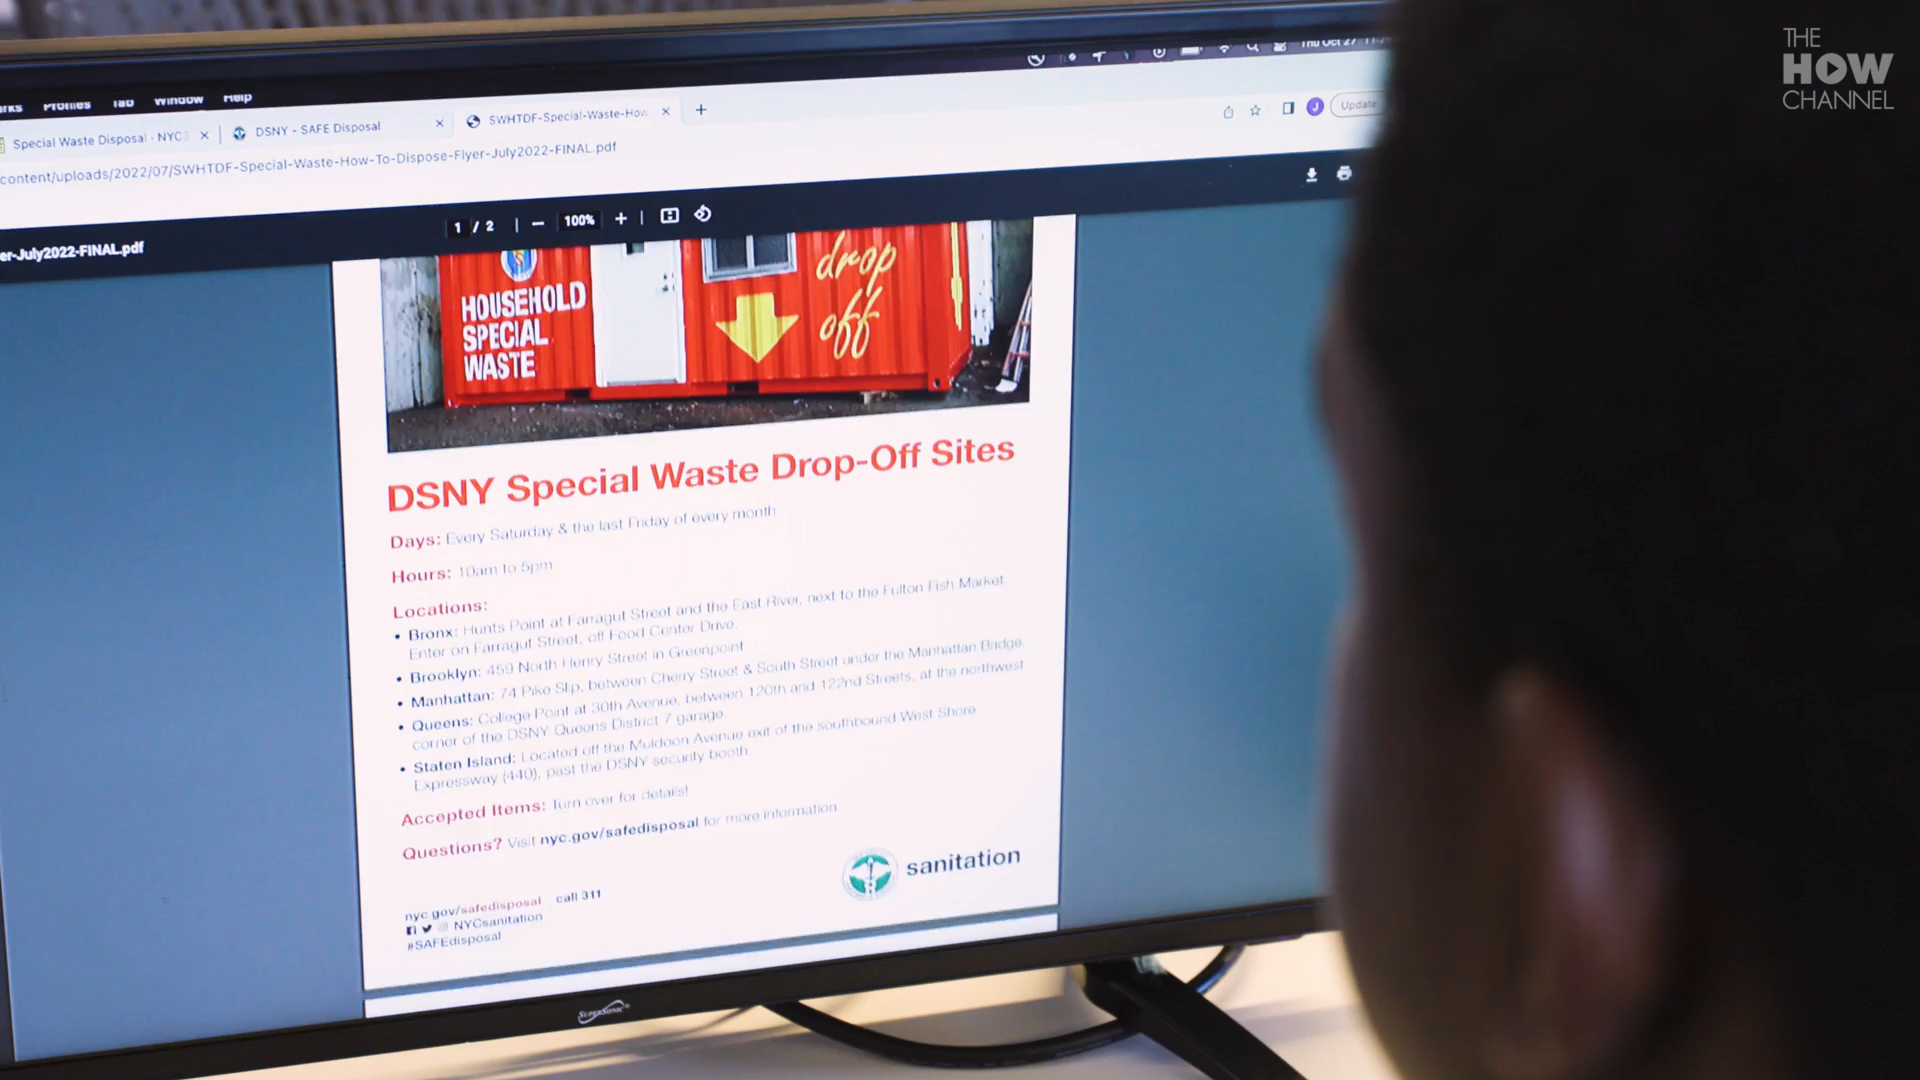 THE
HOW
CHANNEL
Profiles Tab Window Help
Thu Oct 27
Special Waste Disposal - NYC DSNY - SAFE Disposal SWHTDF-Special-Waste-How
Update
content/uploads/2022/07/SWHTDF-Special-Waste-How-To-Dispose-Flyer-July2022-FINAL.pdf
er-July2022-FINAL.pdf
1 / 2 100%
HOUSEHOLD
SPECIAL
WASTE
drop
off
DSNY Special Waste Drop-Off Sites
Days: Every Saturday & the last Friday of every month
Hours: 10am to 5pm
Locations:
• Bronx: Hunts Point at Farragut Street and the East River, next to the Fulton Fish Market.
Enter on Farragut Street, off Food Center Drive.
• Brooklyn: 459 North Henry Street in Greenpoint.
• Manhattan: 74 Pike Slip, between Cherry Street & South Street under the Manhattan Bridge.
• Queens: College Point at 30th Avenue, between 120th and 122nd Streets, at the northwest
corner of the DSNY Queens District 7 garage.
• Staten Island: Located off the Muldoon Avenue exit of the southbound West Shore
Expressway (440), past the DSNY security booth.
Accepted Items: Turn over for details!
Questions? Visit nyc.gov/safedisposal for more information
sanitation
nyc.gov/safedisposal call 311
NYCsanitation
#SAFEdisposal
SUPERSONIC